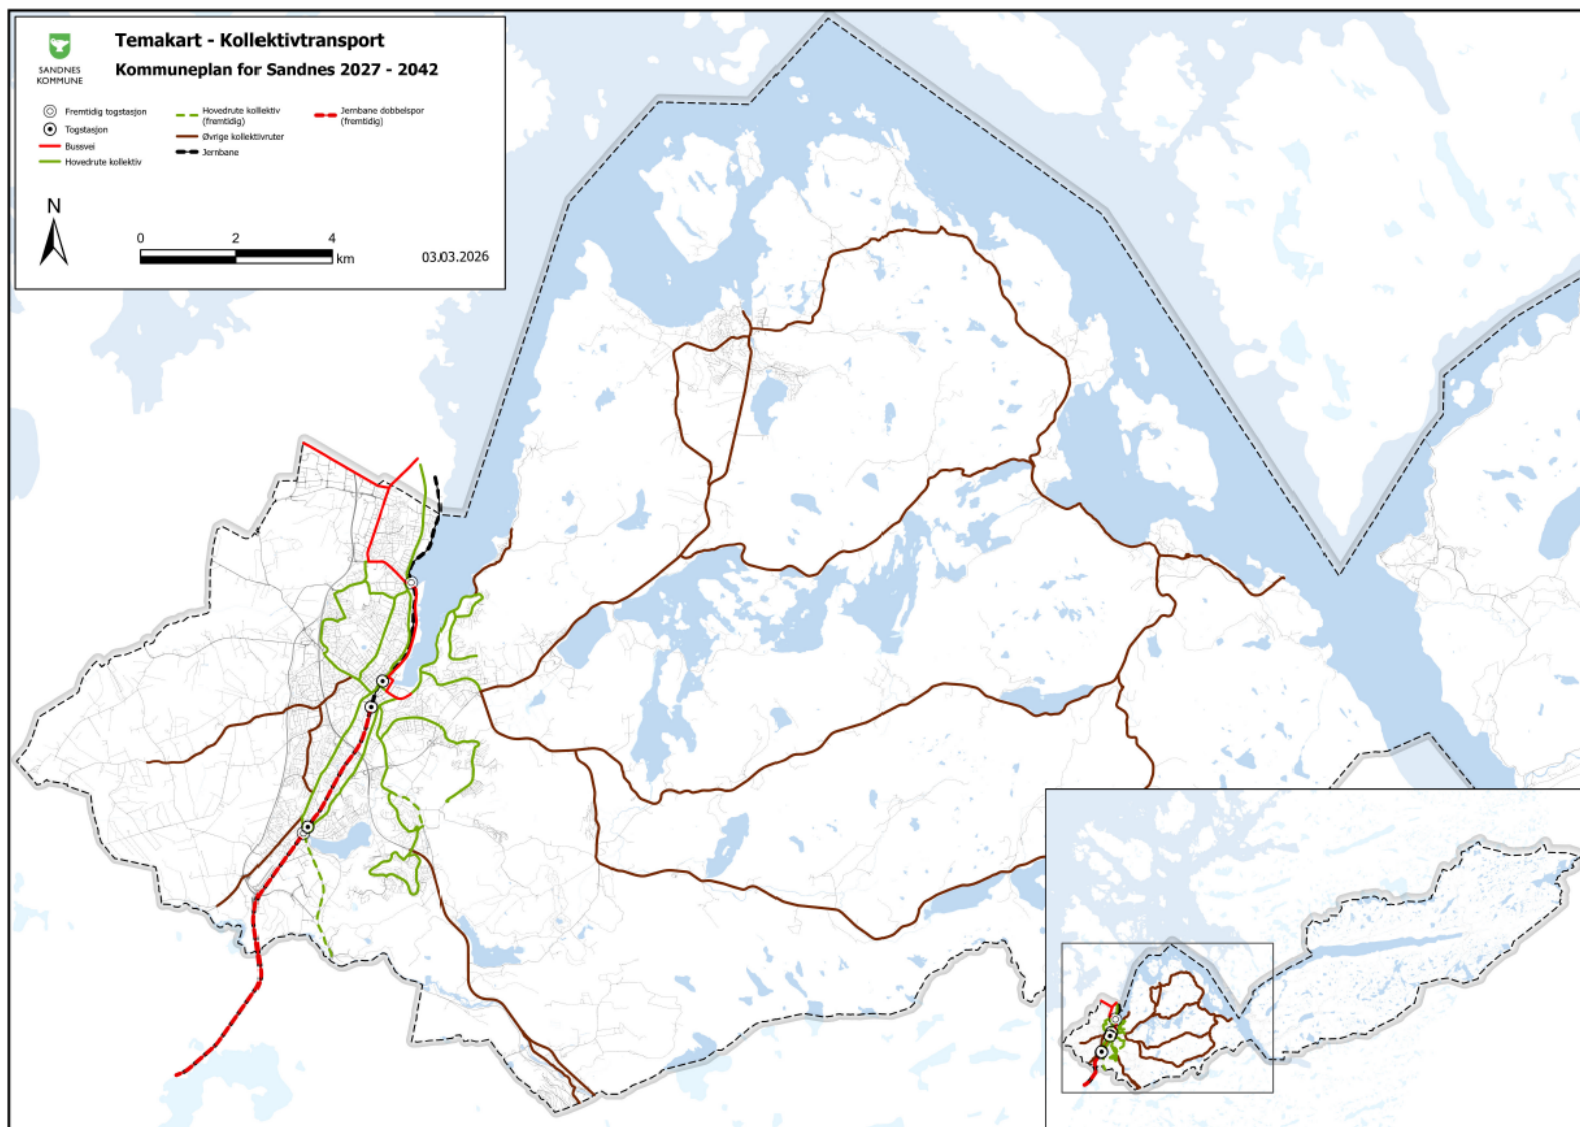 Temakart - Kollektivtransport
Kommuneplan for Sandnes 2027 - 2042
SANDNES
KOMMUNE
Fremtidig togstasjon
Togstasjon
Bussvei
Hovedrute kollektiv
Hovedrute kollektiv
(fremtidig)
Øvrige kollektivruter
Jernbane
Jernbane dobbelspor
(fremtidig)
N
0 2 4
km
03.03.2026